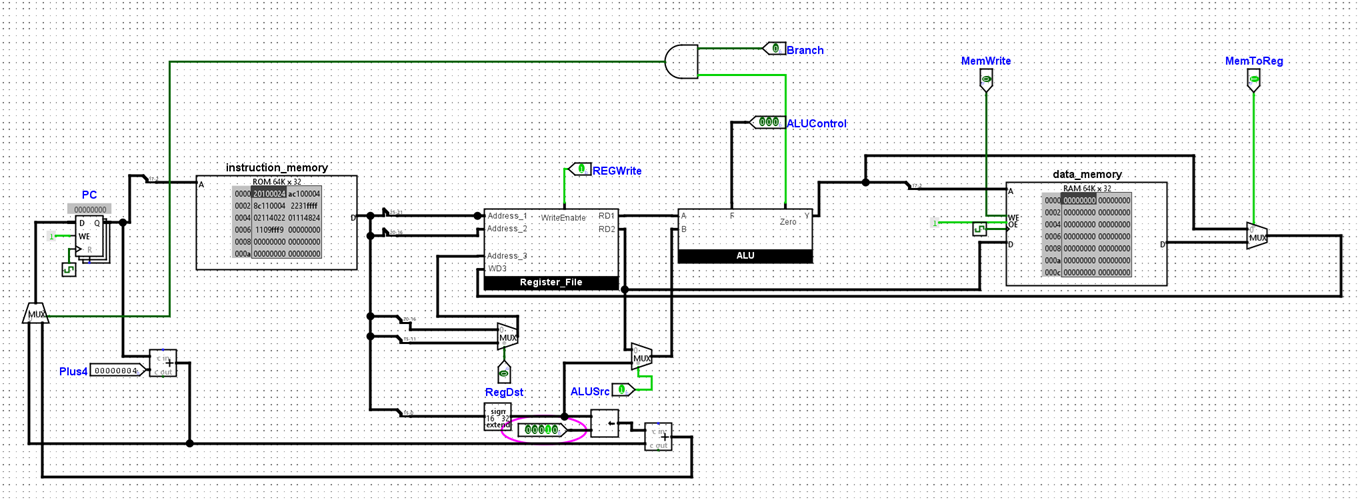 Branch
MemWrite
MemToReg
ALUControl
instruction_memory
ROM 64K x 32
A
0000 20100024 ac100004
0002 8c110004 2231ffff
0004 02114022 01114824
0006 1109fff9 00000000
0008 00000000 00000000
000a 00000000 00000000
D
REGWrite
data_memory
RAM 64K x 32
A
0000 00000000 00000000
0002 00000000 00000000
0004 00000000 00000000
0006 00000000 00000000
0008 00000000 00000000
000a 00000000 00000000
000c 00000000 00000000
WE
OE
D
D
1
MUX
PC
00000000
D Q
WE
R
1
Address_1
WriteEnable
RD1
Address_2
RD2
Address_3
WD3
Register_File
A
F
Y
B
Zero
ALU
MUX
MUX
MUX
Plus4
00000004
c in
+
c out
RegDst
ALUSrc
1
sign
16 32
extend
00010
c in
+
c out